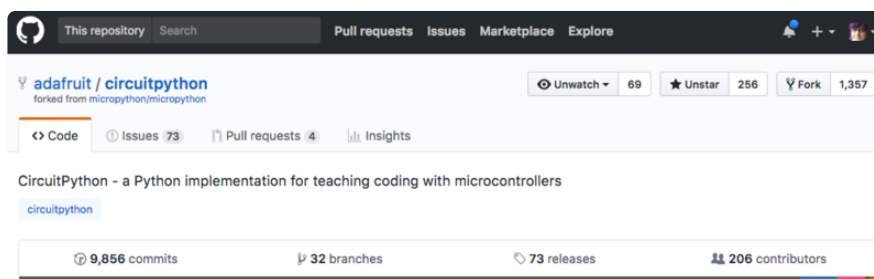 This repository Search Pull requests Issues Marketplace Explore
adafruit / circuitpython Unwatch 69 Unstar 256 Fork 1,357
forked from micropython/micropython
Code Issues 73 Pull requests 4 Insights
CircuitPython - a Python implementation for teaching coding with microcontrollers
circuitpython
9,856 commits 32 branches 73 releases 206 contributors